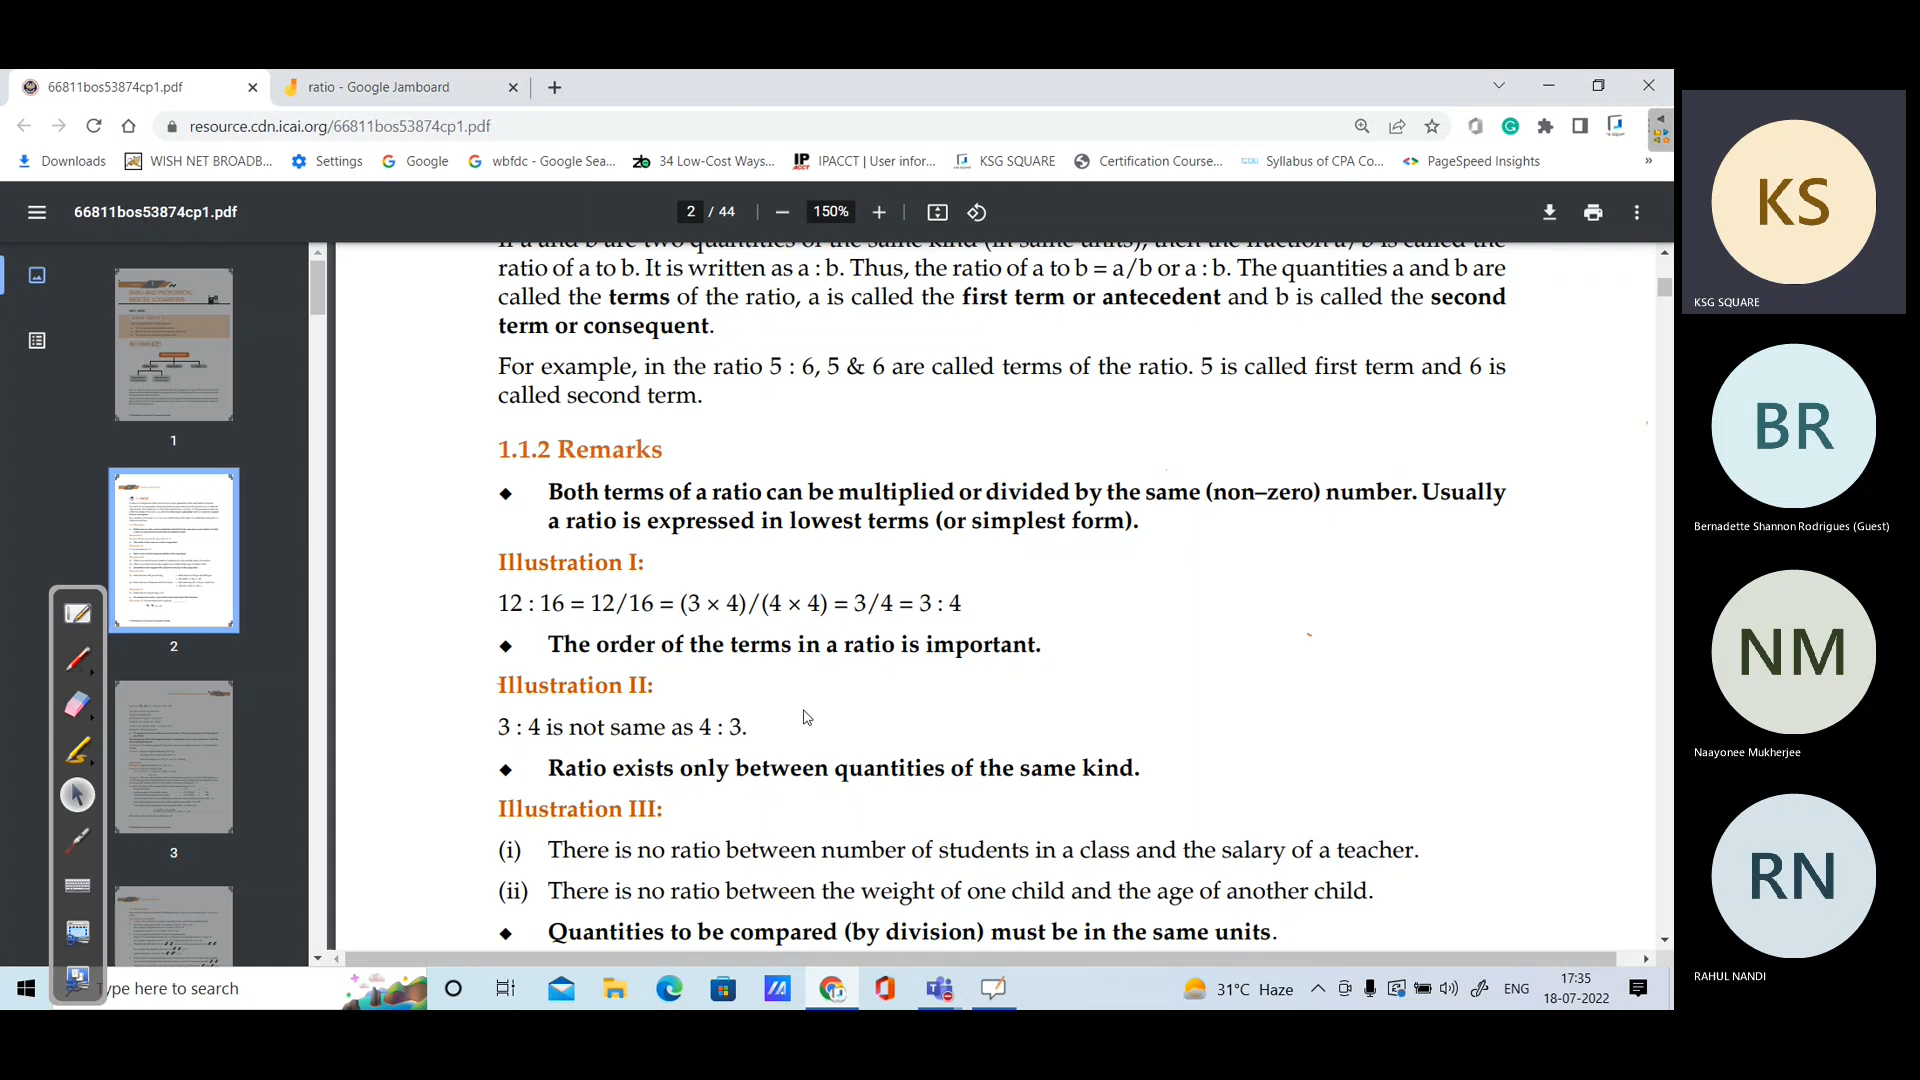 66811bos53874cp1.pdf
ratio - Google Jamboard
resource.cdn.icai.org/66811bos53874cp1.pdf
Downloads
WISH NET BROADB...
Settings
Google
wbfdc - Google Sea...
34 Low-Cost Ways...
IPACCT | User infor...
KSG SQUARE
Certification Course...
Syllabus of CPA Co...
PageSpeed Insights
»
66811bos53874cp1.pdf
2 / 44
150%
ratio of a to b. It is written as a : b. Thus, the ratio of a to b = a/b or a : b. The quantities a and b are
called the terms of the ratio, a is called the first term or antecedent and b is called the second
term or consequent.
For example, in the ratio 5 : 6, 5 & 6 are called terms of the ratio. 5 is called first term and 6 is
called second term.
1.1.2 Remarks
◆ Both terms of a ratio can be multiplied or divided by the same (non–zero) number. Usually
a ratio is expressed in lowest terms (or simplest form).
Illustration I:
12 : 16 = 12/16 = (3 × 4)/(4 × 4) = 3/4 = 3 : 4
◆ The order of the terms in a ratio is important.
Illustration II:
3 : 4 is not same as 4 : 3.
◆ Ratio exists only between quantities of the same kind.
Illustration III:
(i) There is no ratio between number of students in a class and the salary of a teacher.
(ii) There is no ratio between the weight of one child and the age of another child.
◆ Quantities to be compared (by division) must be in the same units.
1
2
3
Type here to search
31°C Haze
ENG
17:35
18-07-2022
KS
KSG SQUARE
BR
Bernadette Shannon Rodrigues (Guest)
NM
Naayonee Mukherjee
RN
RAHUL NANDI